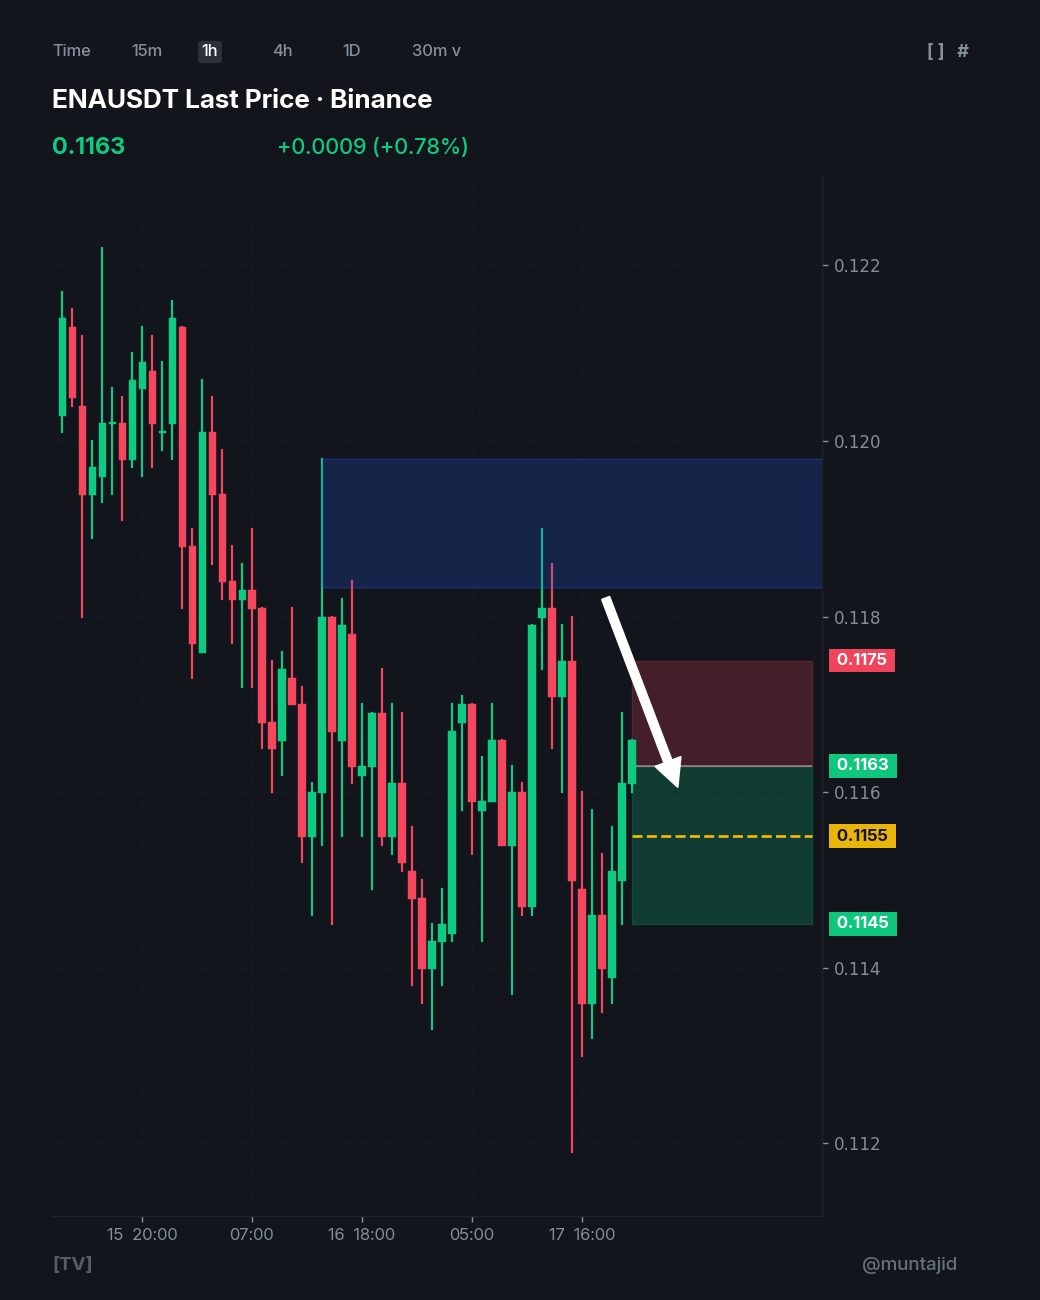 Time 15m 1h 4h 1D 30m v [ ] #
ENAUSDT Last Price · Binance
0.1163 +0.0009 (+0.78%)
0.122
0.120
0.118
0.1175
0.1163
0.116
0.1155
0.1145
0.114
0.112
15 20:00 07:00 16 18:00 05:00 17 16:00
[TV] @muntajid